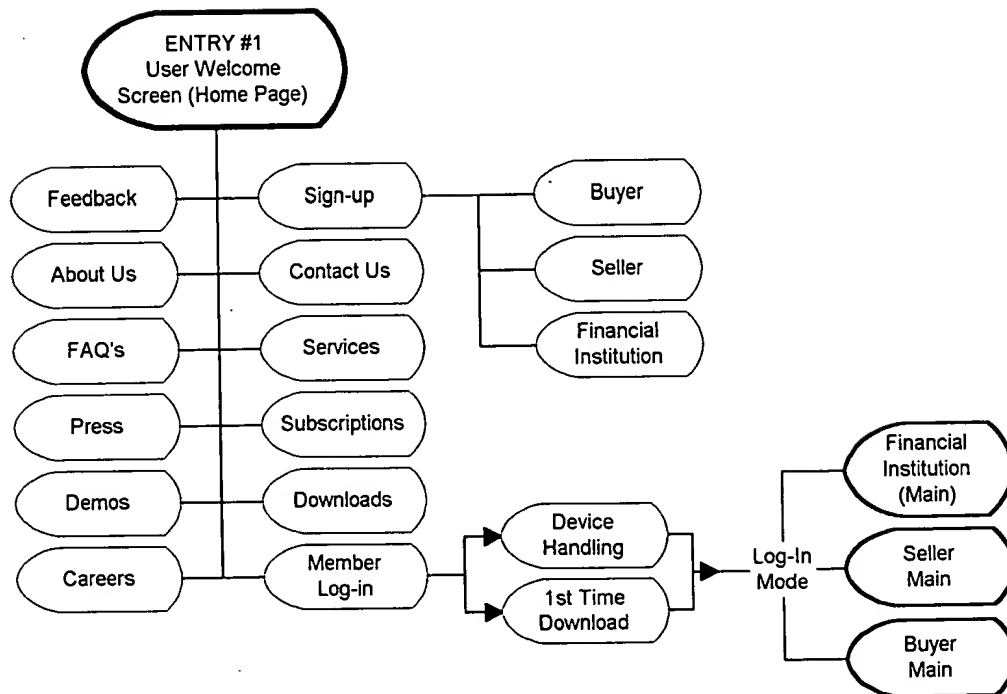 ENTRY #1
User Welcome
Screen (Home Page)
Feedback
Sign-up
Buyer
About Us
Contact Us
Seller
FAQ's
Services
Financial
Institution
Press
Subscriptions
Demos
Downloads
Careers
Member
Log-in
Device
Handling
1st Time
Download
Log-In
Mode
Financial
Institution
(Main)
Seller
Main
Buyer
Main